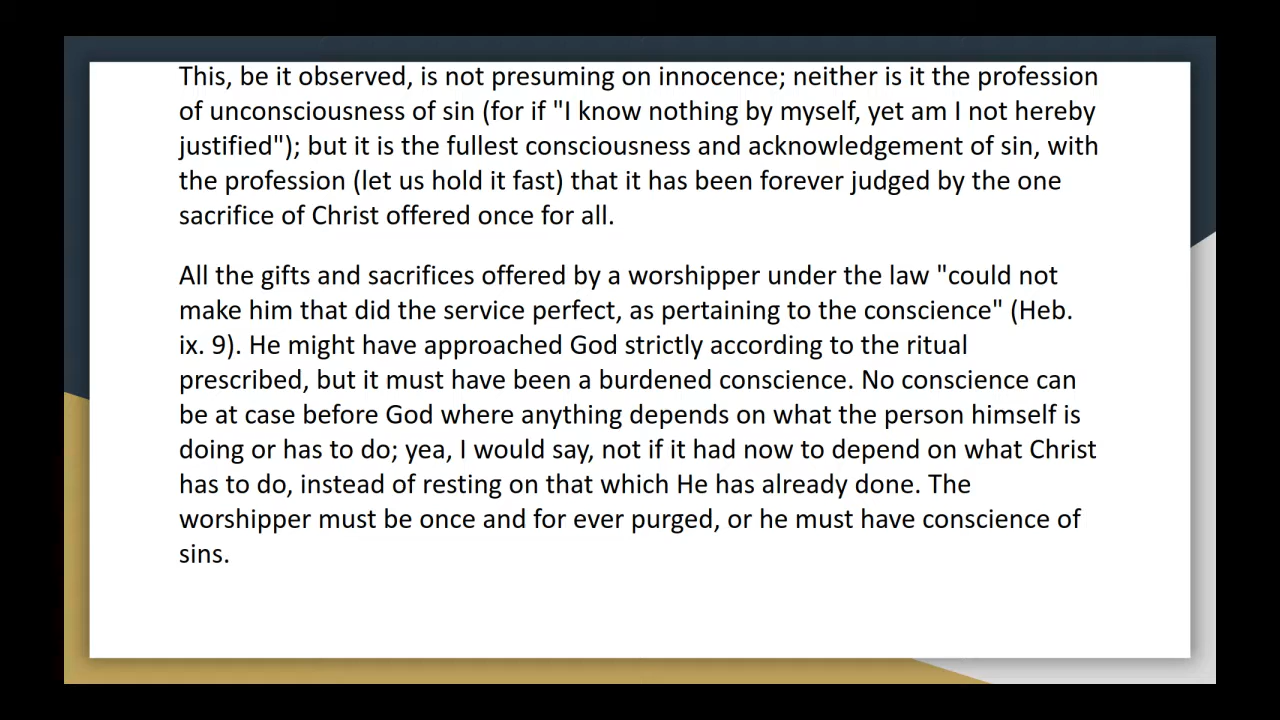 This, be it observed, is not presuming on innocence; neither is it the profession
of unconsciousness of sin (for if "I know nothing by myself, yet am I not hereby
justified"); but it is the fullest consciousness and acknowledgement of sin, with
the profession (let us hold it fast) that it has been forever judged by the one
sacrifice of Christ offered once for all.
All the gifts and sacrifices offered by a worshipper under the law "could not
make him that did the service perfect, as pertaining to the conscience" (Heb.
ix. 9). He might have approached God strictly according to the ritual
prescribed, but it must have been a burdened conscience. No conscience can
be at case before God where anything depends on what the person himself is
doing or has to do; yea, I would say, not if it had now to depend on what Christ
has to do, instead of resting on that which He has already done. The
worshipper must be once and for ever purged, or he must have conscience of
sins.